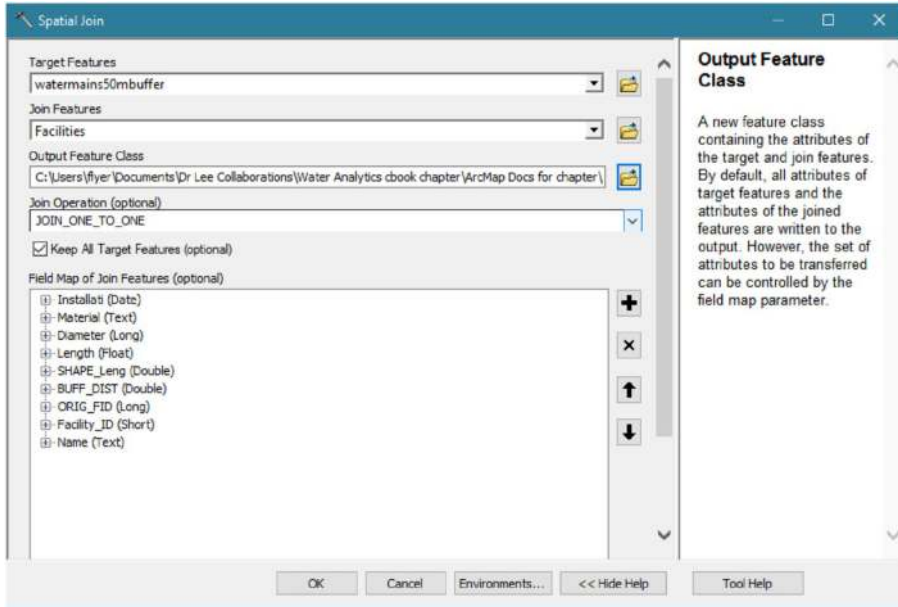 Spatial Join
Target Features
watermains50mbuffer
Join Features
Facilities
Output Feature Class
C:\Users\flyer\Documents\Dr Lee Collaborations\Water Analytics cbook chapter\ArcMap Docs for chapter\
Join Operation (optional)
JOIN_ONE_TO_ONE
Keep All Target Features (optional)
Field Map of Join Features (optional)
Installati (Date)
Material (Text)
Diameter (Long)
Length (Float)
SHAPE_Leng (Double)
BUFF_DIST (Double)
ORIG_FID (Long)
Facility_ID (Short)
Name (Text)
OK
Cancel
Environments...
<< Hide Help
Output Feature
Class
A new feature class
containing the attributes of
the target and join features.
By default, all attributes of
target features and the
attributes of the joined
features are written to the
output. However, the set of
attributes to be transferred
can be controlled by the
field map parameter.
Tool Help